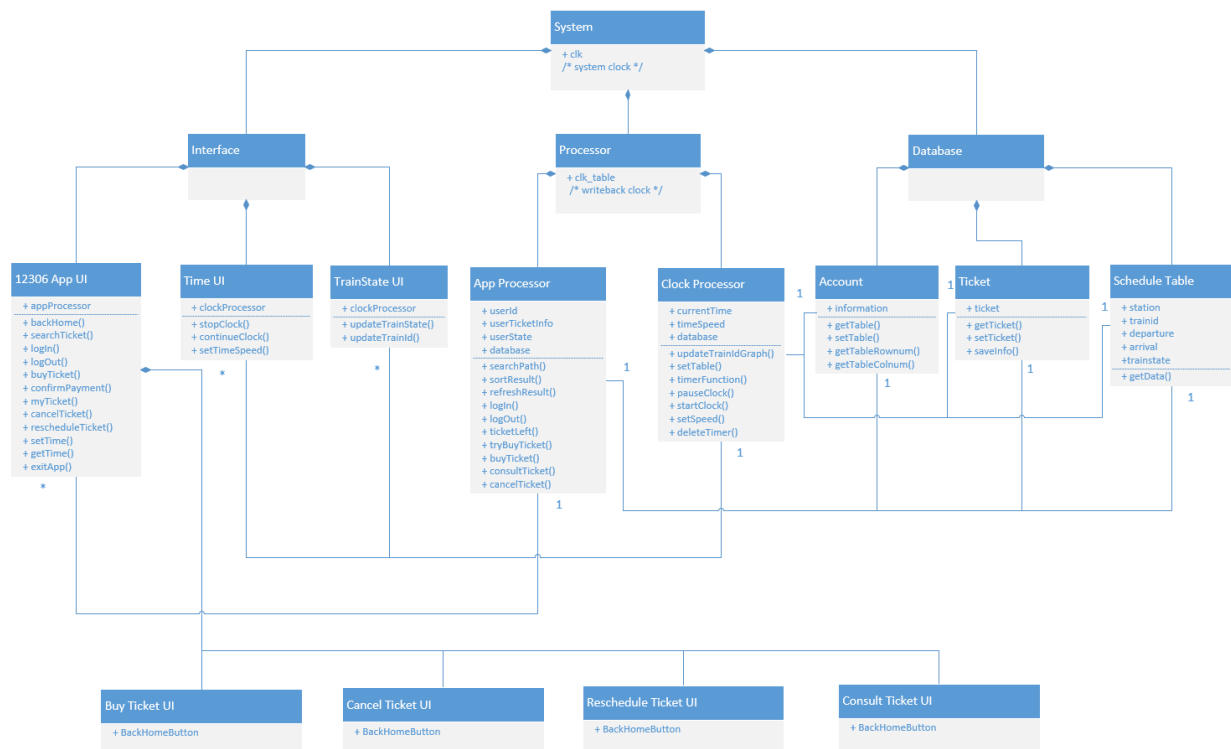 System
+ clk
/* system clock */
Interface
Processor
+ clk_table
/* writeback clock */
Database
12306 App UI
+ appProcessor
+ backHome()
+ searchTicket()
+ logIn()
+ logOut()
+ buyTicket()
+ confirmPayment()
+ myTicket()
+ cancelTicket()
+ rescheduleTicket()
+ setTime()
+ getTime()
+ exitApp()
*
Time UI
+ clockProcessor
+ stopClock()
+ continueClock()
+ setTimeSpeed()
*
TrainState UI
+ clockProcessor
+ updateTrainState()
+ updateTrainId()
*
App Processor
+ userId
+ userTicketInfo
+ userState
+ database
+ searchPath()
+ sortResult()
+ refreshResult()
+ logIn()
+ logOut()
+ ticketLeft()
+ tryBuyTicket()
+ buyTicket()
+ consultTicket()
+ cancelTicket()
1
1
Clock Processor
+ currentTime
+ timeSpeed
+ database
+ updateTrainIdGraph()
+ setTable()
+ timerFunction()
+ pauseClock()
+ startClock()
+ setSpeed()
+ deleteTimer()
1
1
Account
+ information
+ getTable()
+ setTable()
+ getTableRownum()
+ getTableColnum()
1
1
Ticket
+ ticket
+ getTicket()
+ setTicket()
+ saveInfo()
1
1
Schedule Table
+ station
+ trainid
+ departure
+ arrival
+trainstate
+ getData()
1
Buy Ticket UI
+ BackHomeButton
Cancel Ticket UI
+ BackHomeButton
Reschedule Ticket UI
+ BackHomeButton
Consult Ticket UI
+ BackHomeButton